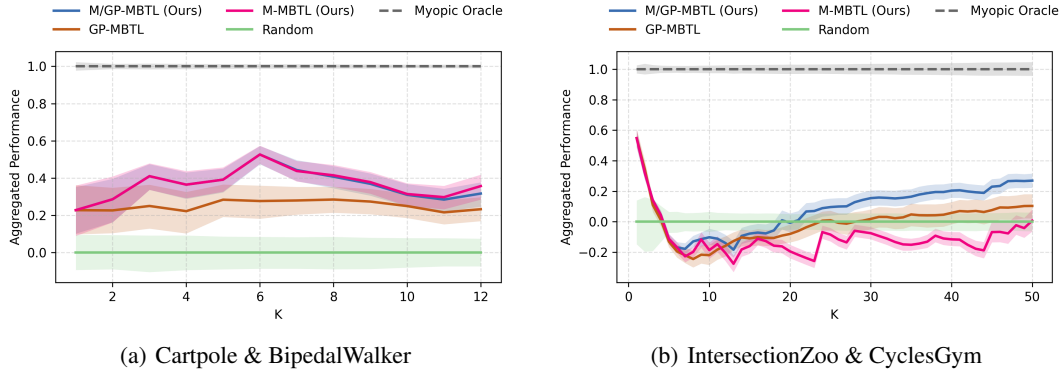 M/GP-MBTL (Ours)
M-MBTL (Ours)
Myopic Oracle
GP-MBTL
Random
1.0
0.8
0.6
0.4
0.2
0.0
Aggregated Performance
2
4
6
8
10
12
K
(a) Cartpole & BipedalWalker
M/GP-MBTL (Ours)
M-MBTL (Ours)
Myopic Oracle
GP-MBTL
Random
1.0
0.8
0.6
0.4
0.2
0.0
−0.2
Aggregated Performance
0
10
20
30
40
50
K
(b) IntersectionZoo & CyclesGym